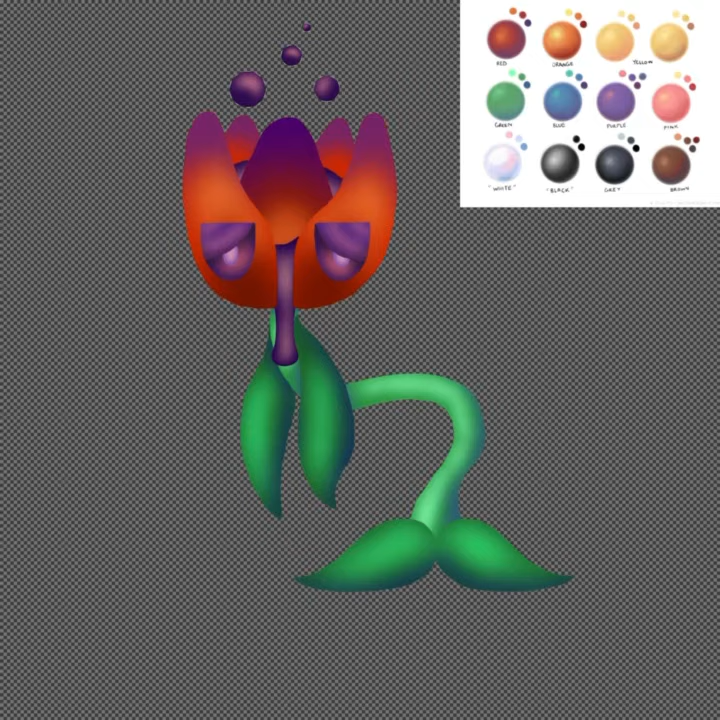 RED ORANGE YELLOW
GREEN BLUE PURPLE PINK
"WHITE" "BLACK" GREY BROWN